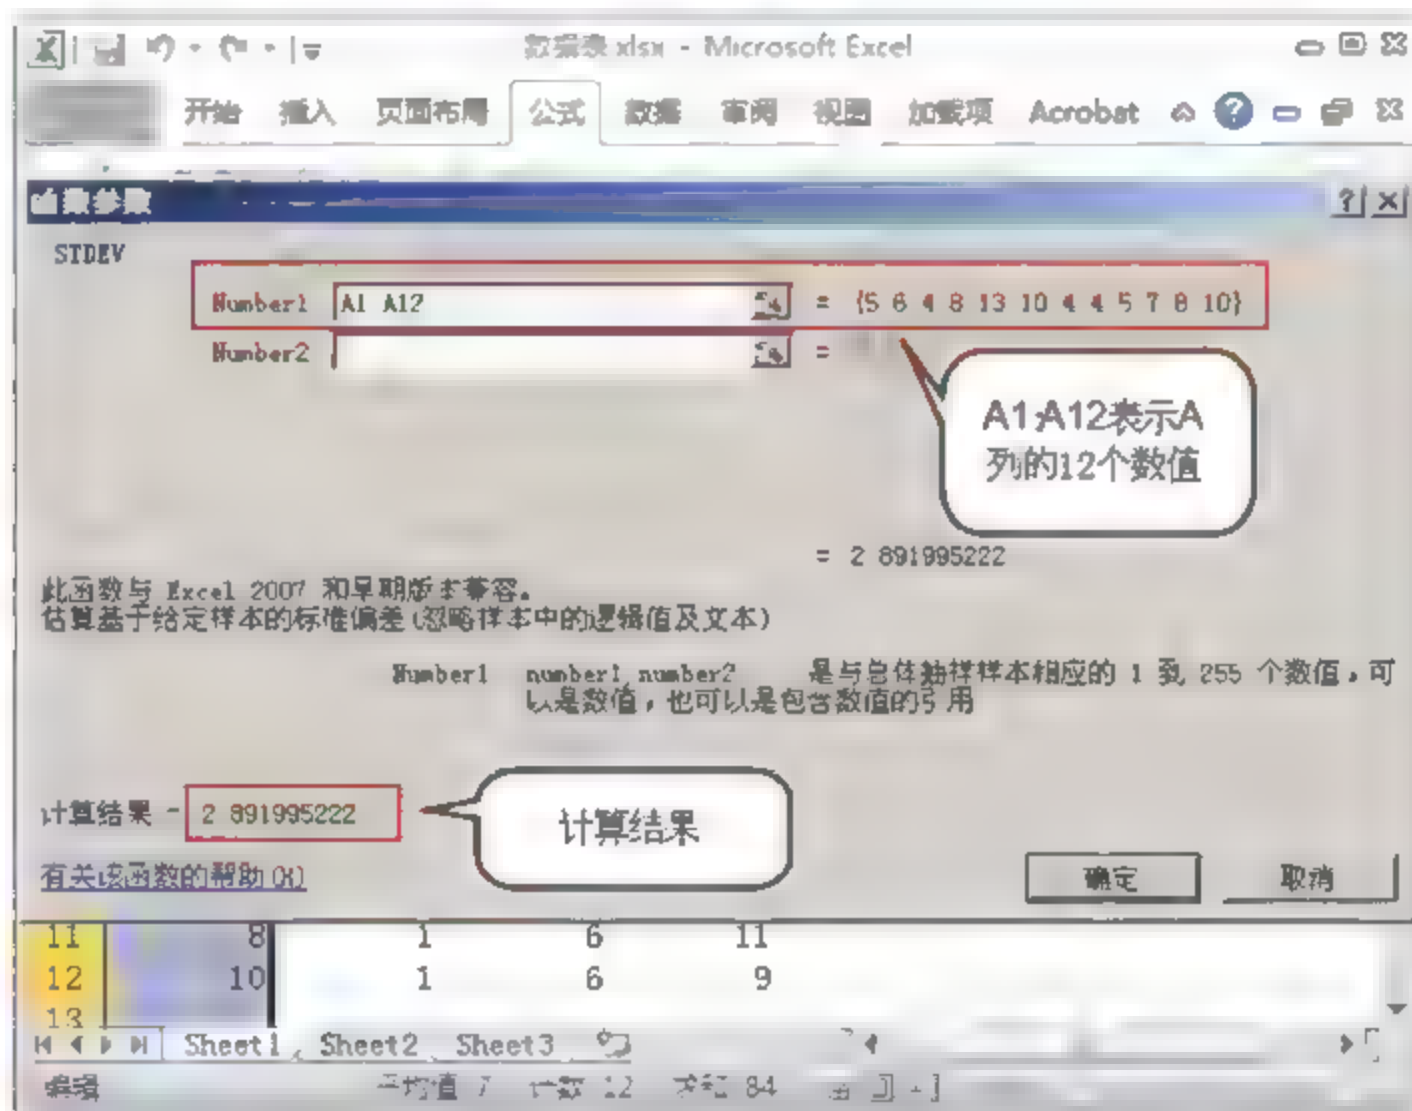 数据表 xlsx - Microsoft Excel
开始 插入 页面布局 公式 数据 审阅 视图 加载项 Acrobat
函数参数
STDEV
Number1 A1 A12 = {5 6 4 8 13 10 4 4 5 7 8 10}
Number2 =
A1:A12表示A
列的12个数值
= 2 891995222
此函数与 Excel 2007 和早期版本兼容。
估算基于给定样本的标准偏差(忽略样本中的逻辑值及文本)
Number1 number1,number2 是与总体抽样样本相应的 1 到 255 个数值，可
以是数值，也可以是包含数值的引用
计算结果 = 2 891995222
计算结果
有关该函数的帮助(H)
确定 取消
11 8 1 6 11
12 10 1 6 9
13
Sheet1 Sheet2 Sheet3
编辑 平均值 7 计数 12 求和 84